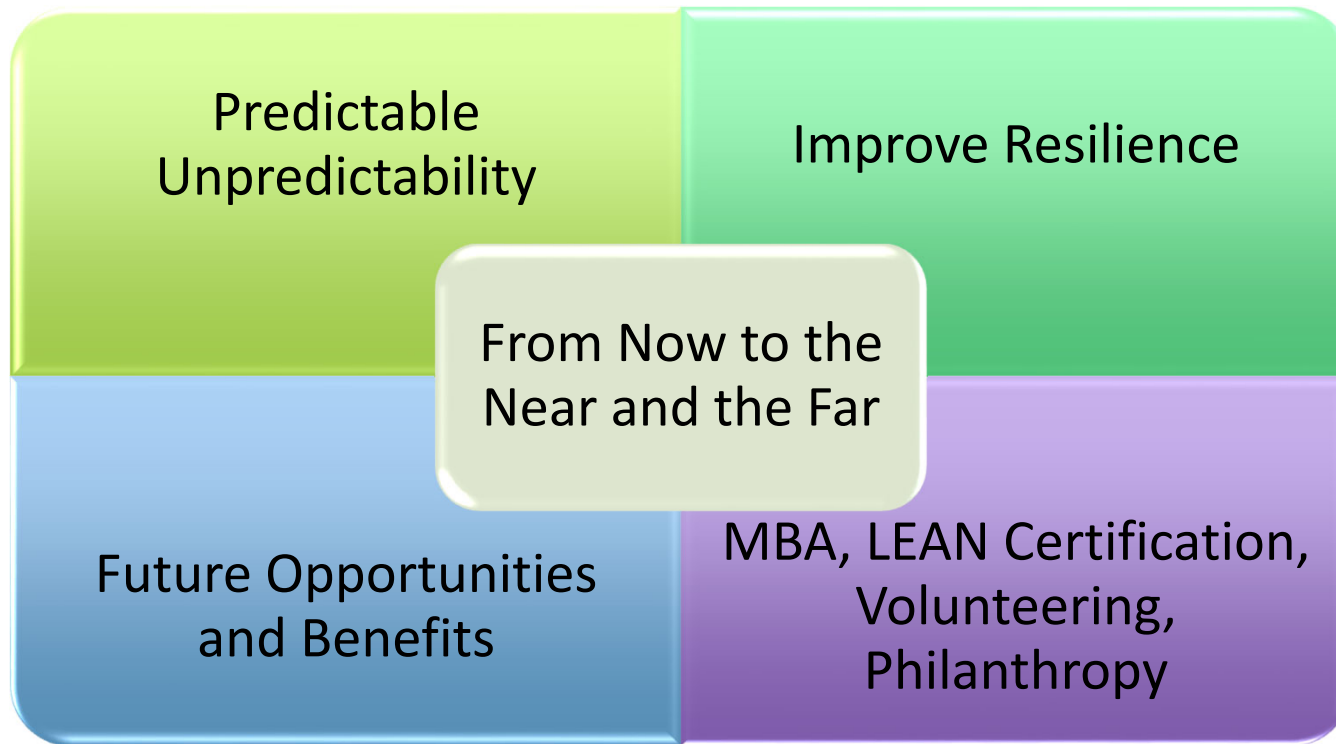 Predictable
Unpredictability
Improve Resilience
From Now to the
Near and the Far
Future Opportunities
and Benefits
MBA, LEAN Certification,
Volunteering,
Philanthropy